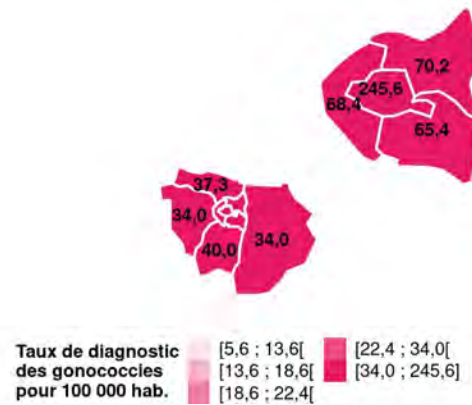 70,2
245,6
68,4
65,4
37,3
34,0
34,0
40,0
Taux de diagnostic
des gonococcies
pour 100 000 hab.
[5,6 ; 13,6[
[13,6 ; 18,6[
[18,6 ; 22,4[
[22,4 ; 34,0[
[34,0 ; 245,6]